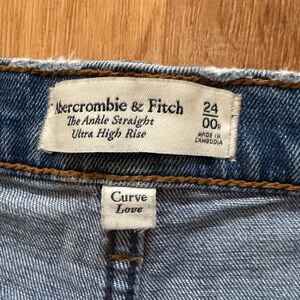 Abercrombie & Fitch
The Ankle Straight
Ultra High Rise
24
00R
MADE IN
CAMBODIA
Curve
Love